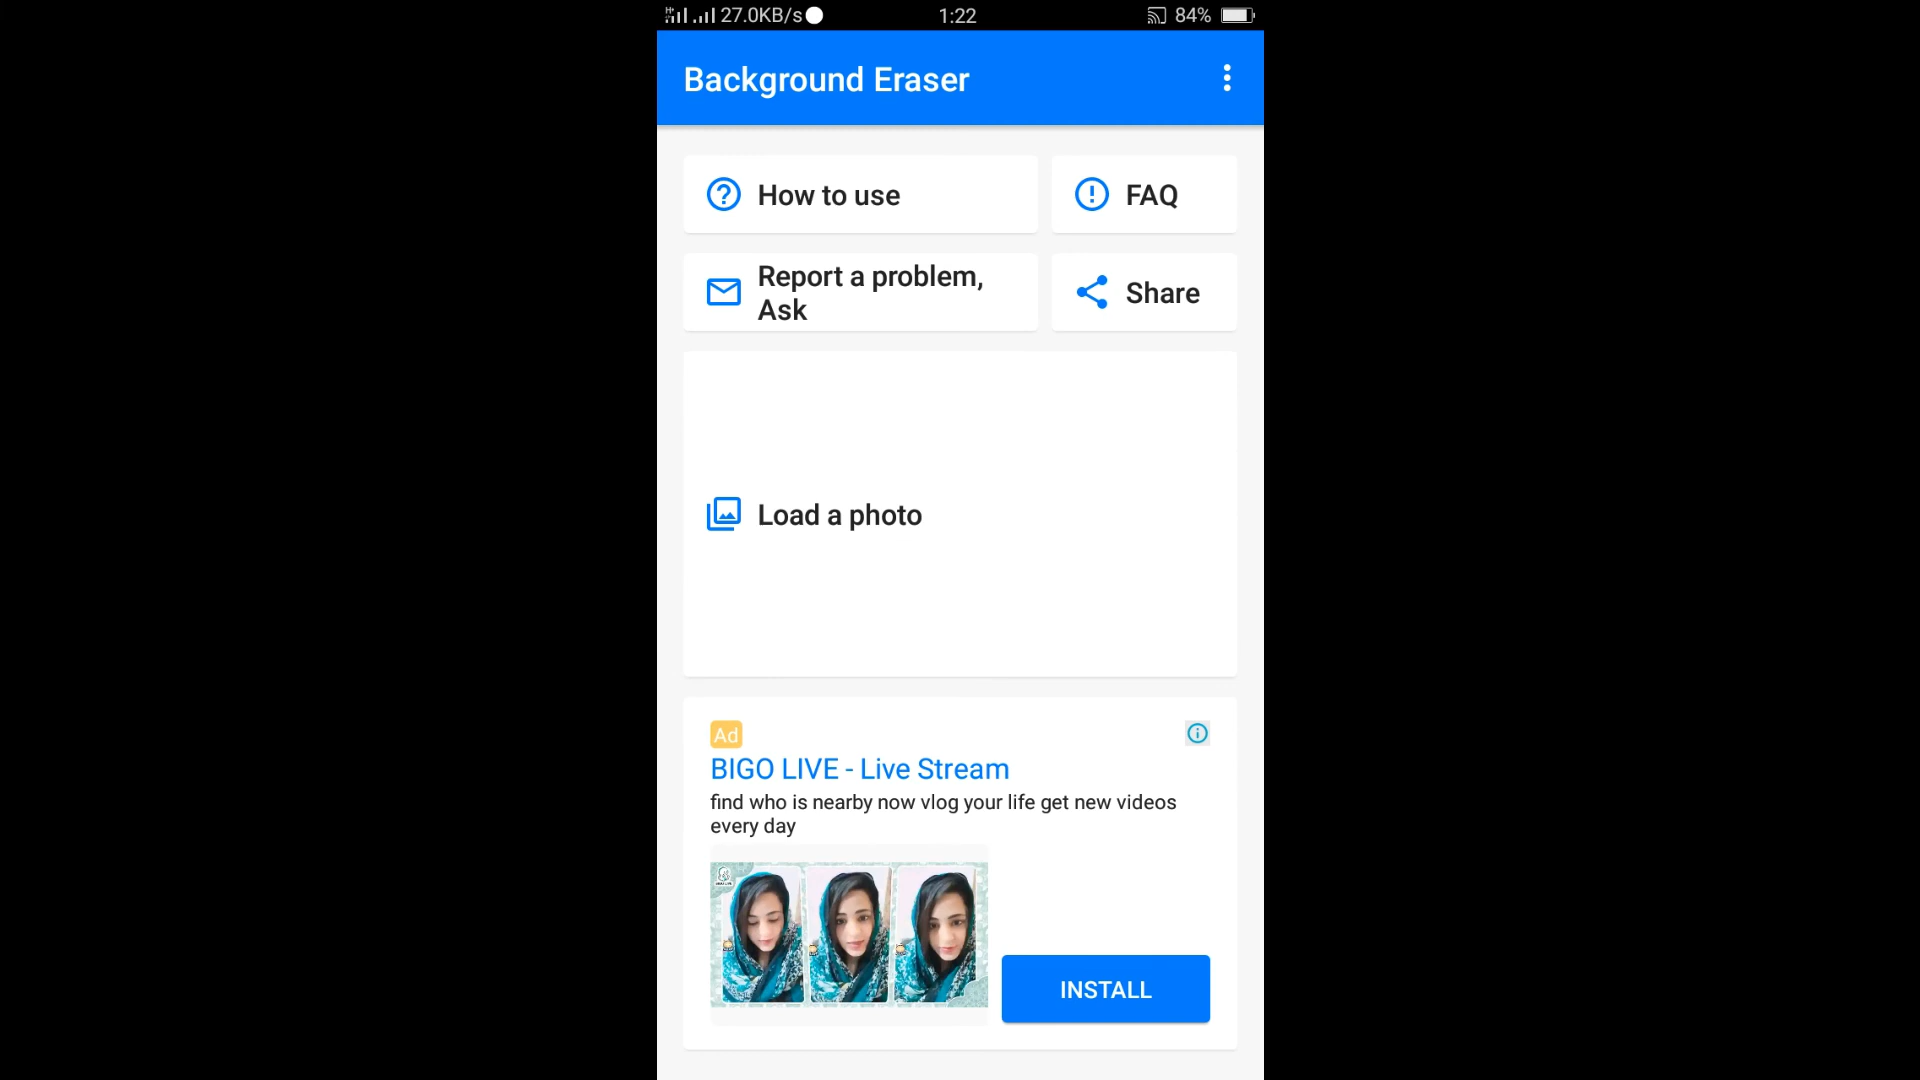 27.0KB/s
1:22
84%
Background Eraser
How to use
FAQ
Report a problem,
Ask
Share
Load a photo
Ad
BIGO LIVE - Live Stream
find who is nearby now vlog your life get new videos
every day
INSTALL